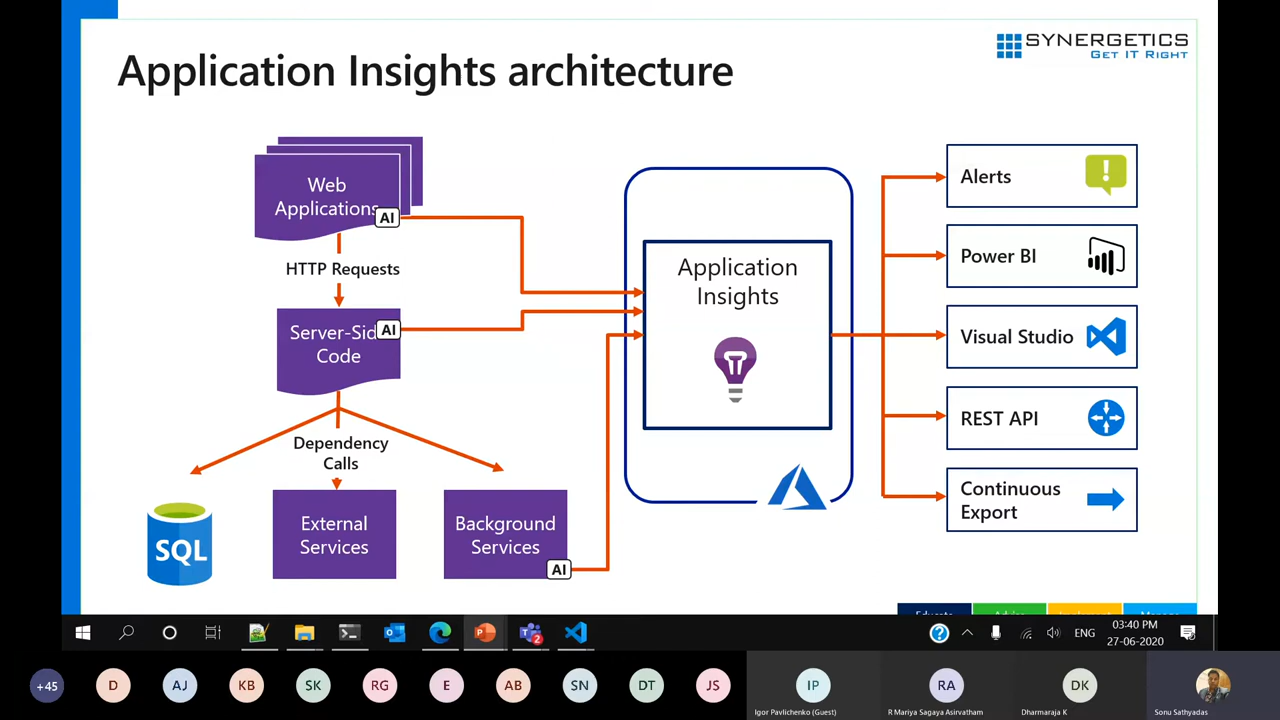 SYNERGETICS
GET IT RIGHT
Application Insights architecture
Web
Applications
AI
HTTP Requests
Server-Side
Code
AI
Dependency
Calls
SQL
External
Services
Background
Services
AI
Application
Insights
Alerts
Power BI
Visual Studio
REST API
Continuous
Export
ENG
03:40 PM
27-06-2020
2
+45
D
AJ
KB
SK
RG
E
AB
SN
DT
JS
IP
Igor Pavlichenko (Guest)
RA
R Mariya Sagaya Asirvatham
DK
Dharmaraja K
Sonu Sathyadas